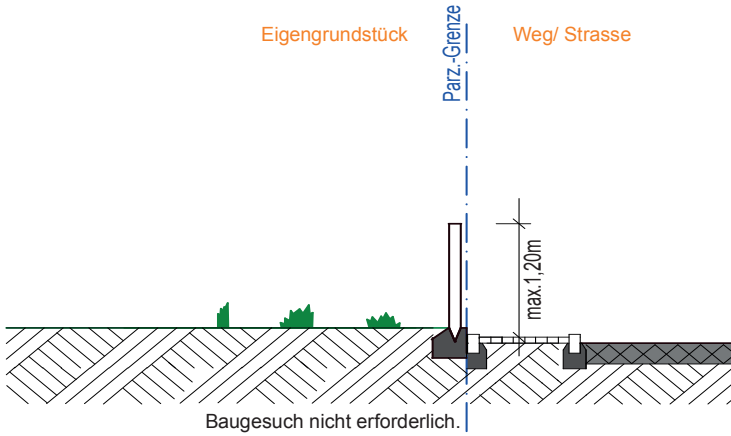 Eigengrundstück
Parz.-Grenze
Weg/ Strasse
max.1,20m
Baugesuch nicht erforderlich.